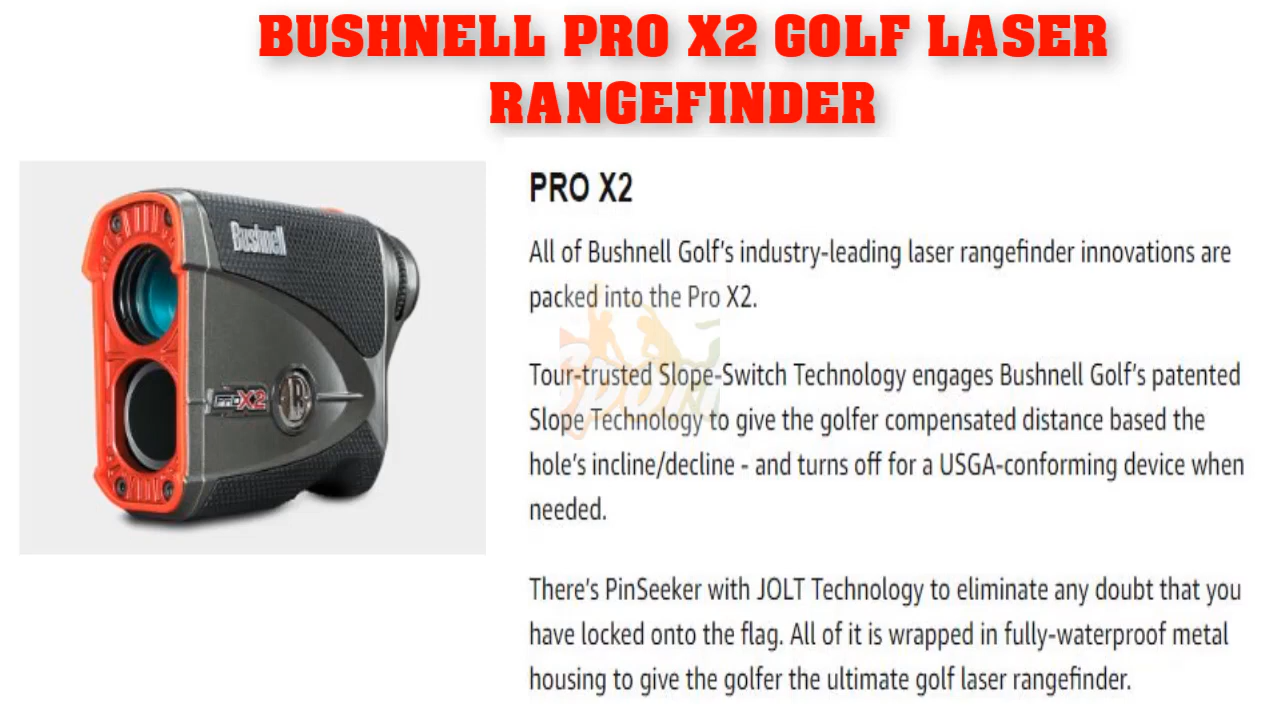 BUSHNELL PRO X2 GOLF LASER
RANGEFINDER
Bushnell
PRO X2
PRO X2
All of Bushnell Golf’s industry-leading laser rangefinder innovations are
packed into the Pro X2.
Tour-trusted Slope-Switch Technology engages Bushnell Golf’s patented
Slope Technology to give the golfer compensated distance based the
hole’s incline/decline - and turns off for a USGA-conforming device when
needed.
There’s PinSeeker with JOLT Technology to eliminate any doubt that you
have locked onto the flag. All of it is wrapped in fully-waterproof metal
housing to give the golfer the ultimate golf laser rangefinder.